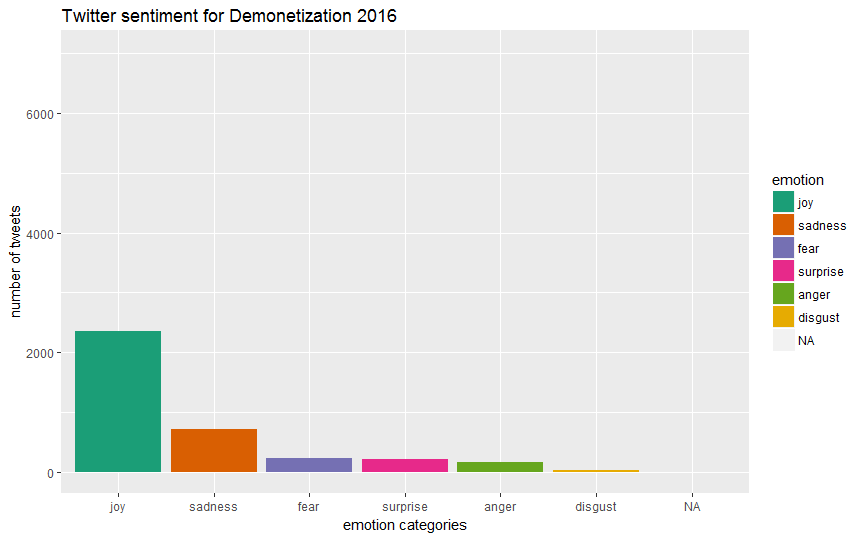 Twitter sentiment for Demonetization 2016
number of tweets
6000
4000
2000
0
joy sadness fear surprise anger disgust NA
emotion categories
emotion
joy
sadness
fear
surprise
anger
disgust
NA